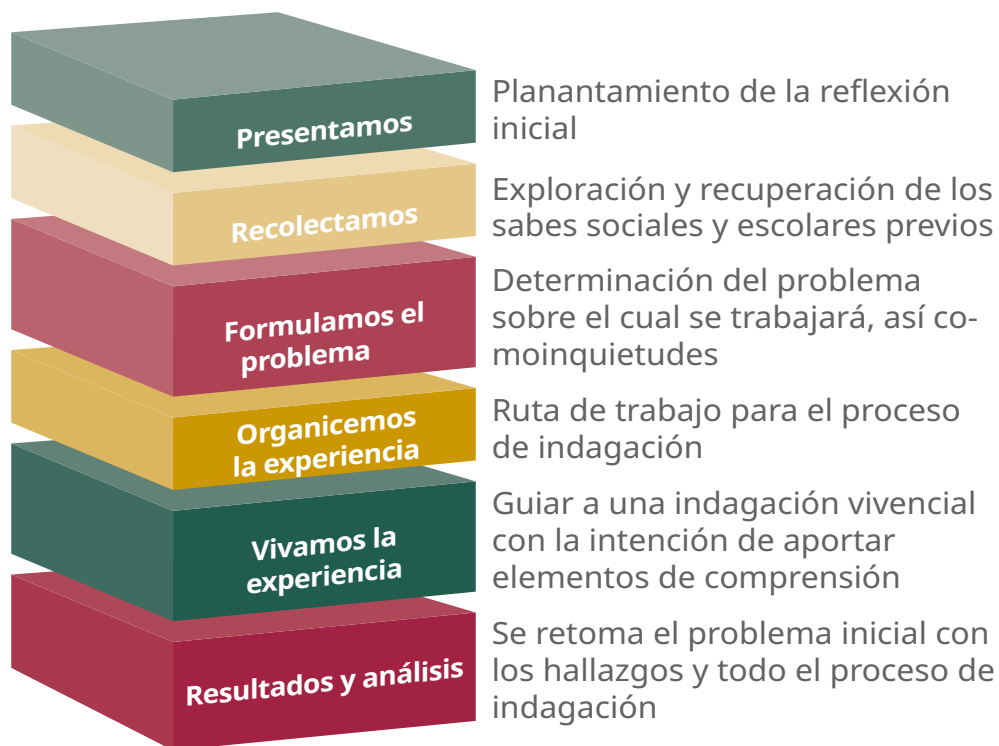 Presentamos
Planantamiento de la reflexión
inicial
Recolectamos
Exploración y recuperación de los
sabes sociales y escolares previos
Formulamos el
problema
Determinación del problema
sobre el cual se trabajará, así co-
moinquietudes
Organicemos
la experiencia
Ruta de trabajo para el proceso
de indagación
Vivamos la
experiencia
Guiar a una indagación vivencial
con la intención de aportar
elementos de comprensión
Resultados y análisis
Se retoma el problema inicial con
los hallazgos y todo el proceso de
indagación